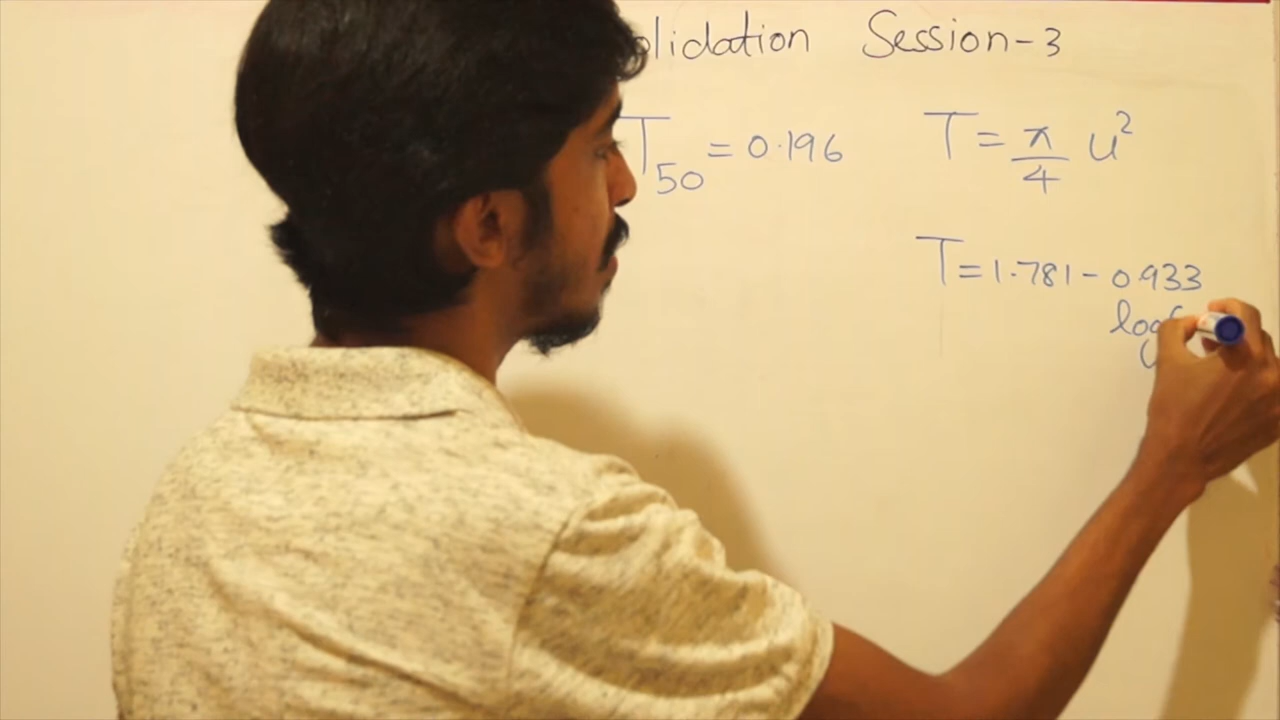 olidation Session-3
T50 = 0.196
T = π/4 u²
T = 1.781 - 0.933
log